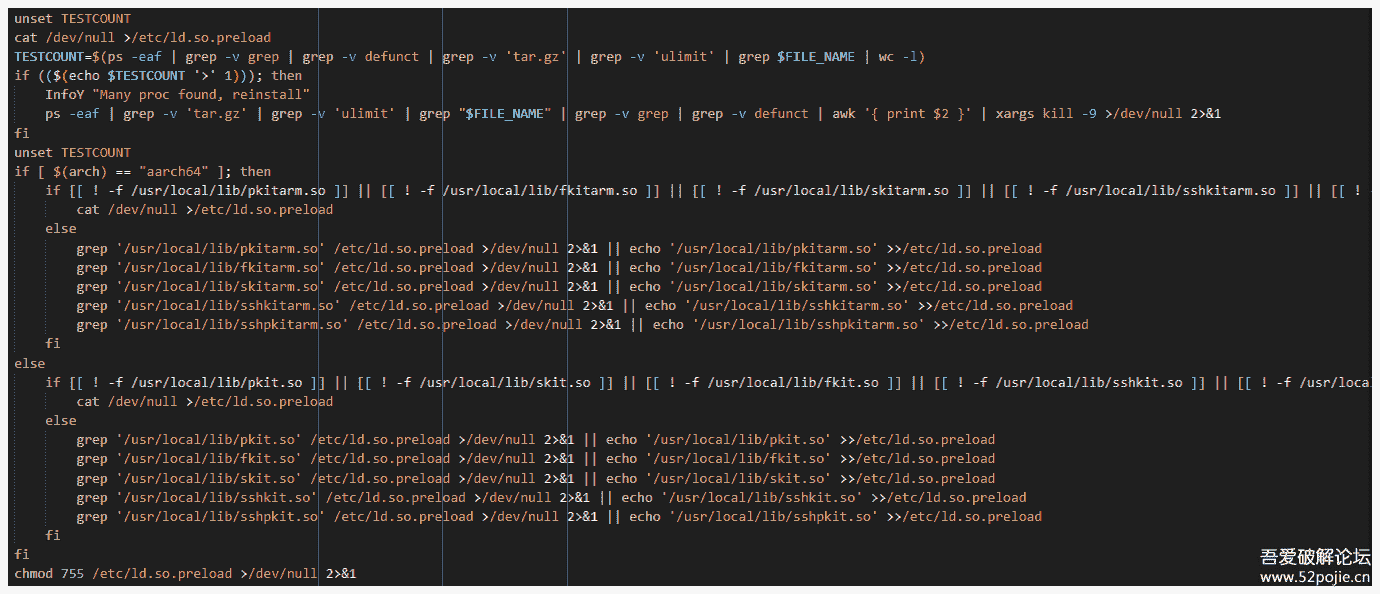 unset TESTCOUNT
cat /dev/null >/etc/ld.so.preload
TESTCOUNT=$(ps -eaf | grep -v grep | grep -v defunct | grep -v 'tar.gz' | grep -v 'ulimit' | grep $FILE_NAME | wc -l)
if (($(echo $TESTCOUNT '>' 1))); then
    InfoY "Many proc found, reinstall"
    ps -eaf | grep -v 'tar.gz' | grep -v 'ulimit' | grep "$FILE_NAME" | grep -v grep | grep -v defunct | awk '{ print $2 }' | xargs kill -9 >/dev/null 2>&1
fi
unset TESTCOUNT
if [ $(arch) == "aarch64" ]; then
    if [[ ! -f /usr/local/lib/pkitarm.so ]] || [[ ! -f /usr/local/lib/fkitarm.so ]] || [[ ! -f /usr/local/lib/skitarm.so ]] || [[ ! -f /usr/local/lib/sshkitarm.so ]] || [[ ! -
        cat /dev/null >/etc/ld.so.preload
    else
        grep '/usr/local/lib/pkitarm.so' /etc/ld.so.preload >/dev/null 2>&1 || echo '/usr/local/lib/pkitarm.so' >>/etc/ld.so.preload
        grep '/usr/local/lib/fkitarm.so' /etc/ld.so.preload >/dev/null 2>&1 || echo '/usr/local/lib/fkitarm.so' >>/etc/ld.so.preload
        grep '/usr/local/lib/skitarm.so' /etc/ld.so.preload >/dev/null 2>&1 || echo '/usr/local/lib/skitarm.so' >>/etc/ld.so.preload
        grep '/usr/local/lib/sshkitarm.so' /etc/ld.so.preload >/dev/null 2>&1 || echo '/usr/local/lib/sshkitarm.so' >>/etc/ld.so.preload
        grep '/usr/local/lib/sshpkitarm.so' /etc/ld.so.preload >/dev/null 2>&1 || echo '/usr/local/lib/sshpkitarm.so' >>/etc/ld.so.preload
    fi
else
    if [[ ! -f /usr/local/lib/pkit.so ]] || [[ ! -f /usr/local/lib/skit.so ]] || [[ ! -f /usr/local/lib/fkit.so ]] || [[ ! -f /usr/local/lib/sshkit.so ]] || [[ ! -f /usr/loca
        cat /dev/null >/etc/ld.so.preload
    else
        grep '/usr/local/lib/pkit.so' /etc/ld.so.preload >/dev/null 2>&1 || echo '/usr/local/lib/pkit.so' >>/etc/ld.so.preload
        grep '/usr/local/lib/fkit.so' /etc/ld.so.preload >/dev/null 2>&1 || echo '/usr/local/lib/fkit.so' >>/etc/ld.so.preload
        grep '/usr/local/lib/skit.so' /etc/ld.so.preload >/dev/null 2>&1 || echo '/usr/local/lib/skit.so' >>/etc/ld.so.preload
        grep '/usr/local/lib/sshkit.so' /etc/ld.so.preload >/dev/null 2>&1 || echo '/usr/local/lib/sshkit.so' >>/etc/ld.so.preload
        grep '/usr/local/lib/sshpkit.so' /etc/ld.so.preload >/dev/null 2>&1 || echo '/usr/local/lib/sshpkit.so' >>/etc/ld.so.preload
    fi
fi
chmod 755 /etc/ld.so.preload >/dev/null 2>&1
吾爱破解论坛
www.52pojie.cn